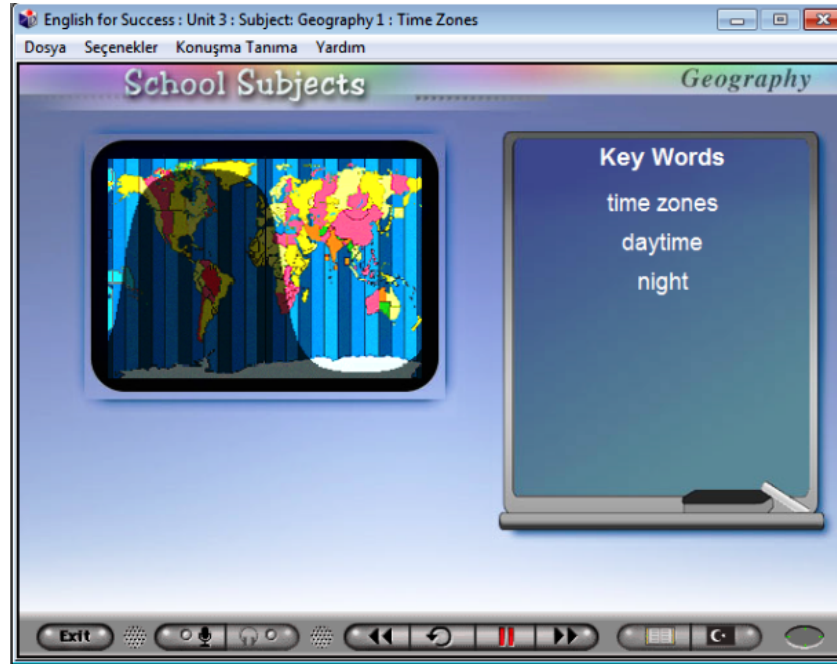 English for Success : Unit 3 : Subject: Geography 1 : Time Zones
Dosya Seçenekler Konuşma Tanıma Yardım
School Subjects
Geography
Key Words
time zones
daytime
night
Exit